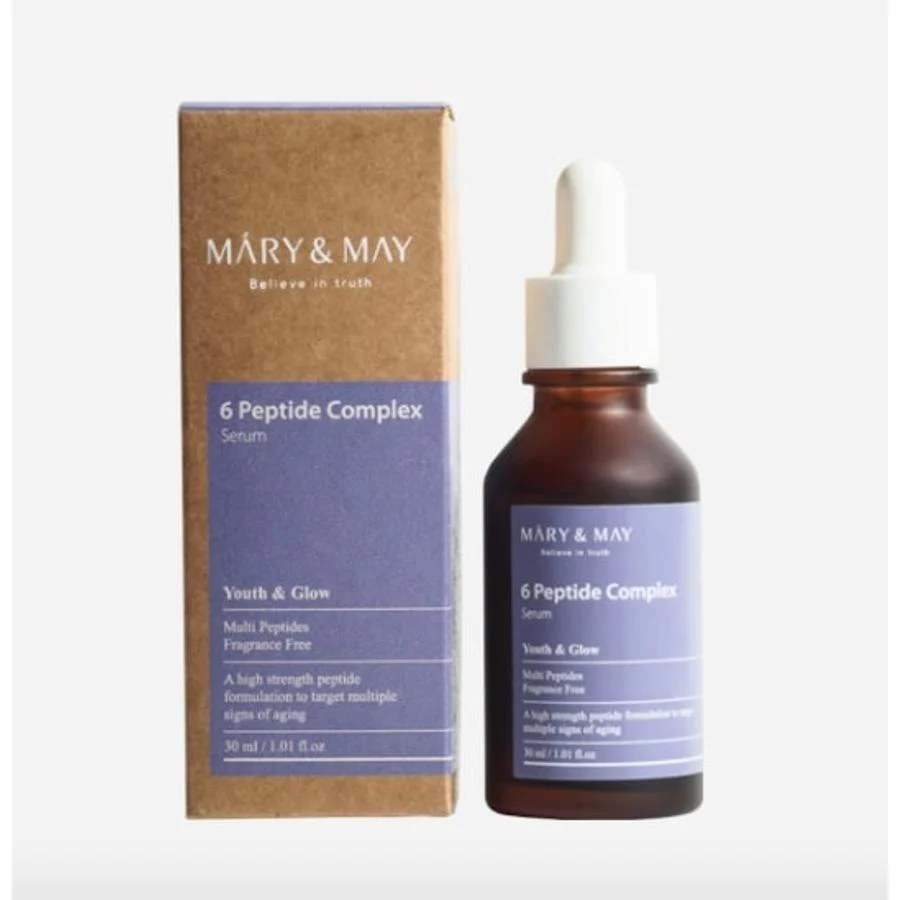 MÁRY & MAY
Believe in truth
6 Peptide Complex
Serum
Youth & Glow
Multi Peptides
Fragrance Free
A high strength peptide
formulation to target multiple
signs of aging
30 ml / 1.01 fl.oz
MÁRY & MAY
Believe in truth
6 Peptide Complex
Serum
Youth & Glow
Multi Peptides
Fragrance Free
A high strength peptide formulation to target
multiple signs of aging
30 ml / 1.01 fl.oz